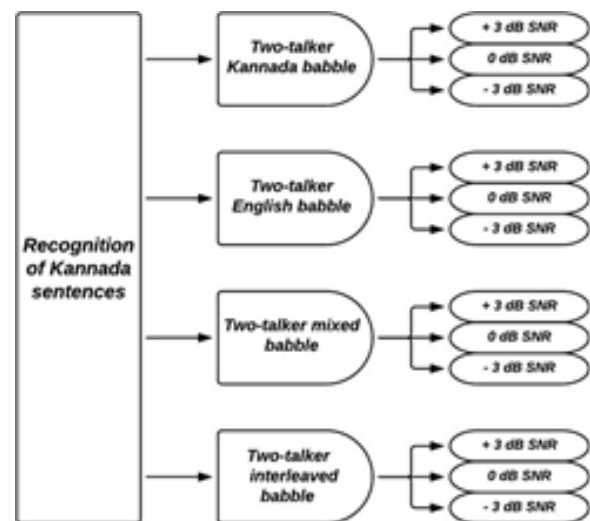 Recognition
of Kannada
sentences
Two-talker
Kannada babble
+ 3 dB SNR
0 dB SNR
- 3 dB SNR
Two-talker
English babble
+ 3 dB SNR
0 dB SNR
- 3 dB SNR
Two-talker mixed
babble
+ 3 dB SNR
0 dB SNR
- 3 dB SNR
Two-talker
interleaved
babble
+ 3 dB SNR
0 dB SNR
- 3 dB SNR